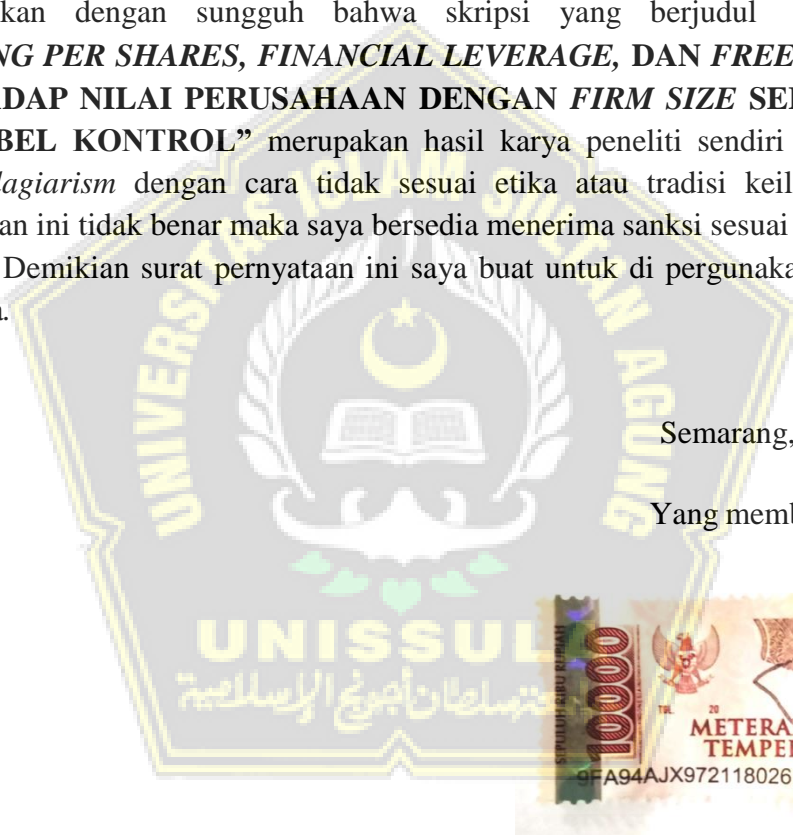 kan dengan sungguh bahwa skripsi yang berjudul
NG PER SHARES, FINANCIAL LEVERAGE, DAN FREE
ADAP NILAI PERUSAHAAN DENGAN FIRM SIZE SE
BEL KONTROL” merupakan hasil karya peneliti sendiri
lagiarism dengan cara tidak sesuai etika atau tradisi keil
an ini tidak benar maka saya bersedia menerima sanksi sesuai
Demikian surat pernyataan ini saya buat untuk di pergunaka
a.
Semarang,
Yang memb
UNIVERSITAS ISLAM SULTAN AGUNG
UNISSULA
SEPULUH RIBU RUPIAH
10000
TGL. 20
METERA
TEMPE
9FA94AJX972118026